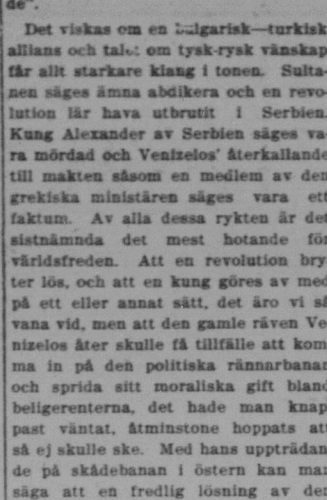 de".
Det viskas om en bulgarisk—turkisk
allians och talet om tysk-rysk vänskap
får allt starkare klang i tonen. Sulta-
nen säges ämna abdikera och en revo-
lution lär hava utbrutit i Serbien.
Kung Alexander av Serbien säges va-
ra mördad och Venizelos' återkallande
till makten såsom en medlem av den
grekiska ministären säges vara ett
faktum. Av alla dessa rykten är det
sistnämnda det mest hotande för
världsfreden. Att en revolution bry-
ter lös, och att en kung göres av med
på ett eller annat sätt, det äro vi så
vana vid, men att den gamle räven Ve-
nizelos åter skulle få tillfälle att kom-
ma in på den politiska rännarbanan
och sprida sitt moraliska gift bland
beligerenterna, det hade man knap-
past väntat, åtminstone hoppats att
så ej skulle ske. Med hans uppträdan-
de på skådebanan i östern kan man
säga att en fredlig lösning av den